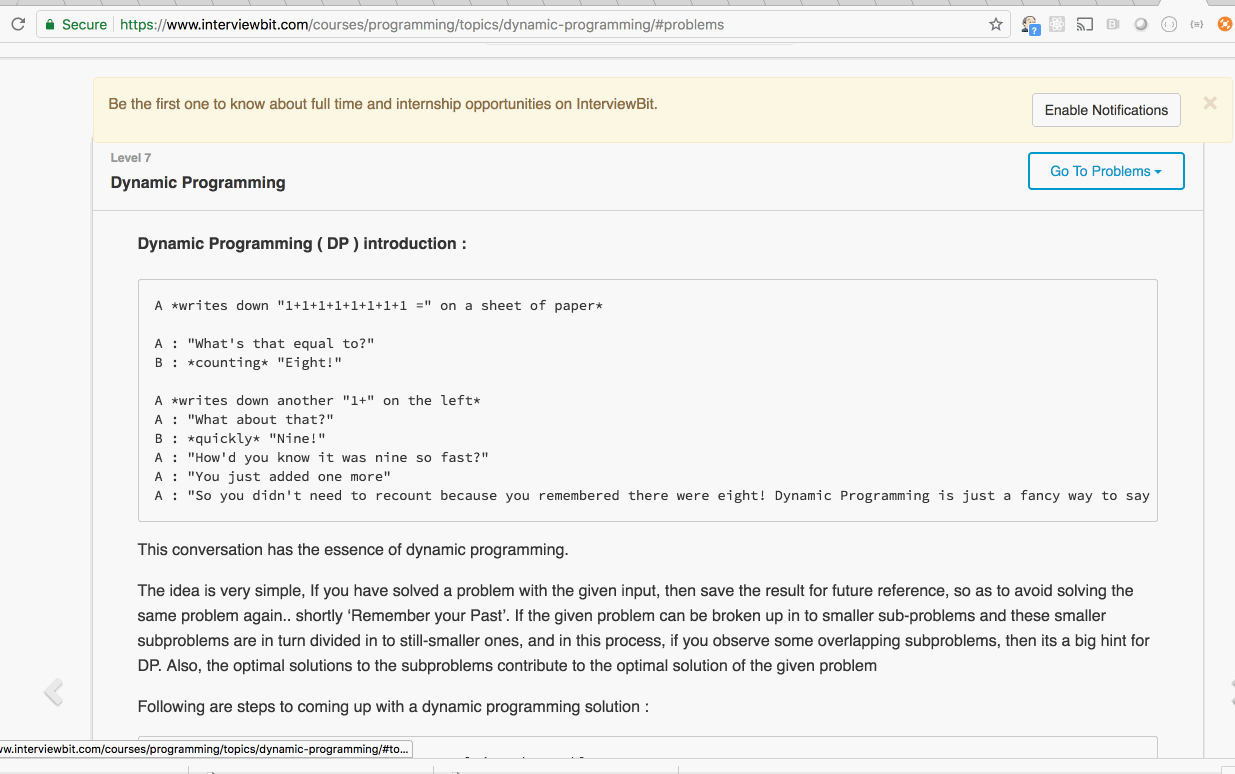 Secure https://www.interviewbit.com/courses/programming/topics/dynamic-programming/#problems
Be the first one to know about full time and internship opportunities on InterviewBit.
Enable Notifications
Level 7
Dynamic Programming
Go To Problems
Dynamic Programming ( DP ) introduction :
A *writes down "1+1+1+1+1+1+1+1 =" on a sheet of paper*
A : "What's that equal to?"
B : *counting* "Eight!"
A *writes down another "1+" on the left*
A : "What about that?"
B : *quickly* "Nine!"
A : "How'd you know it was nine so fast?"
A : "You just added one more"
A : "So you didn't need to recount because you remembered there were eight! Dynamic Programming is just a fancy way to say
This conversation has the essence of dynamic programming.
The idea is very simple, If you have solved a problem with the given input, then save the result for future reference, so as to avoid solving the
same problem again.. shortly ‘Remember your Past’. If the given problem can be broken up in to smaller sub-problems and these smaller
subproblems are in turn divided in to still-smaller ones, and in this process, if you observe some overlapping subproblems, then its a big hint for
DP. Also, the optimal solutions to the subproblems contribute to the optimal solution of the given problem
Following are steps to coming up with a dynamic programming solution :
ww.interviewbit.com/courses/programming/topics/dynamic-programming/#to...